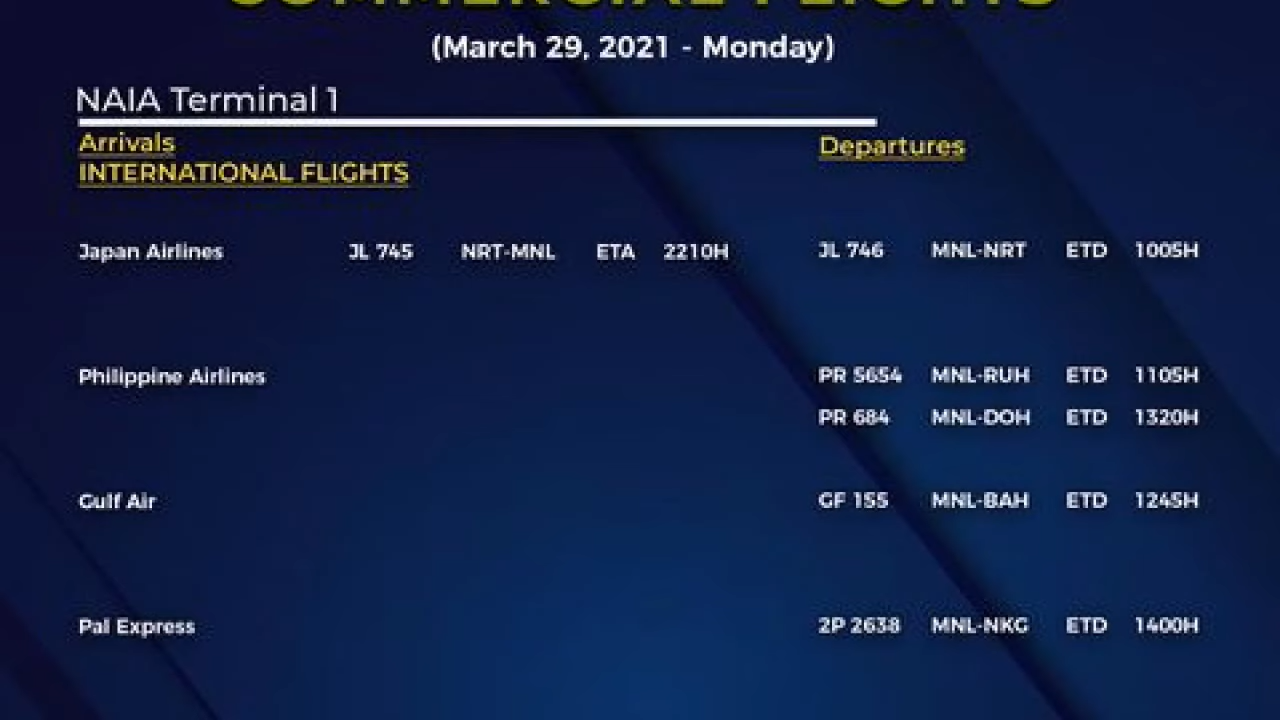 COMMERCIAL FLIGHTS
(March 29, 2021 - Monday)
NAIA Terminal 1
Arrivals Departures
INTERNATIONAL FLIGHTS
Japan Airlines JL 745 NRT-MNL ETA 2210H JL 746 MNL-NRT ETD 1005H
Philippine Airlines PR 5654 MNL-RUH ETD 1105H
PR 684 MNL-DOH ETD 1320H
Gulf Air GF 155 MNL-BAH ETD 1245H
Pal Express 2P 2638 MNL-NKG ETD 1400H